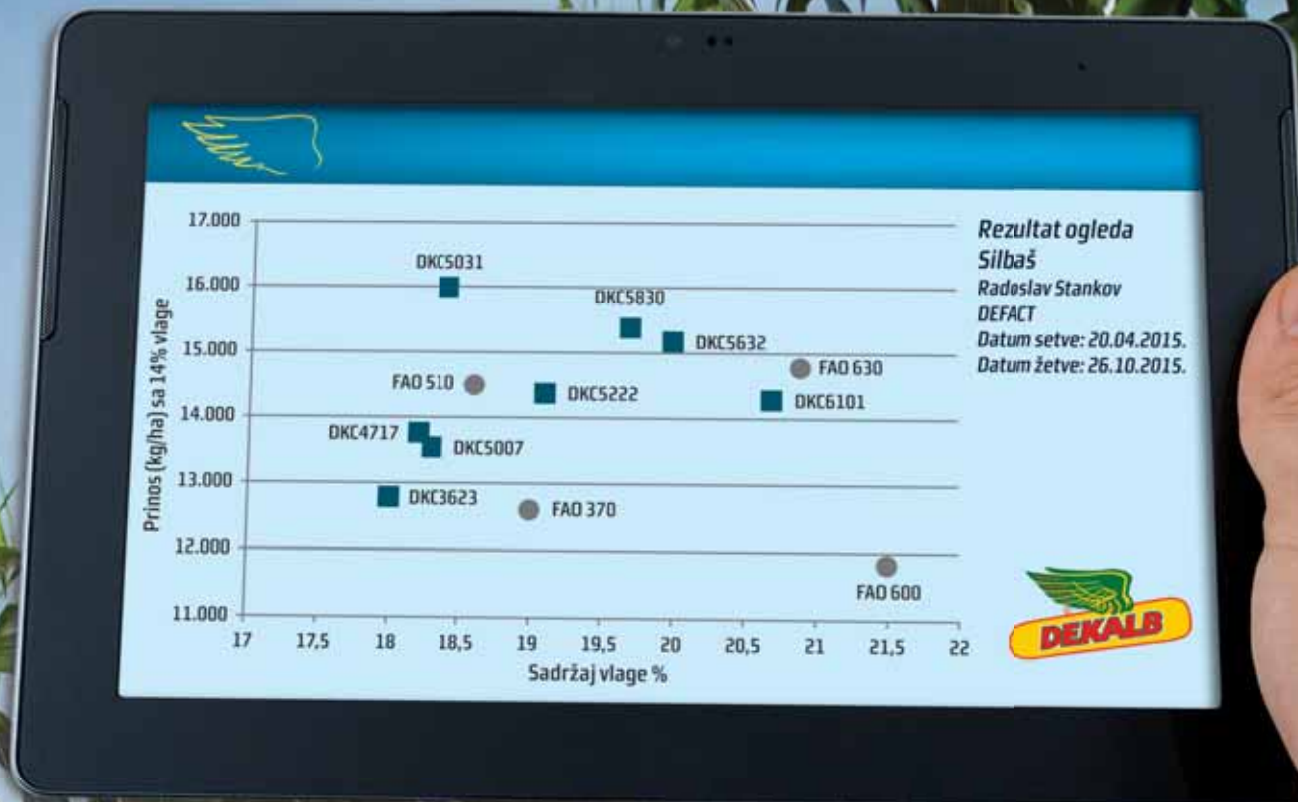 17.000
16.000
15.000
14.000
13.000
12.000
11.000
Prinos (kg/ha) sa 14% vlage
DKC5031
DKC5830
DKC5632
FAO 510
DKC5222
FAO 630
DKC6101
DKC4717
DKC5007
DKC3623
FAO 370
FAO 600
17 17,5 18 18,5 19 19,5 20 20,5 21 21,5 22
Sadržaj vlage %
Rezultat ogleda
Silbaš
Radoslav Stankov
DEFACT
Datum setve: 20.04.2015.
Datum žetve: 26.10.2015.
DEKALB